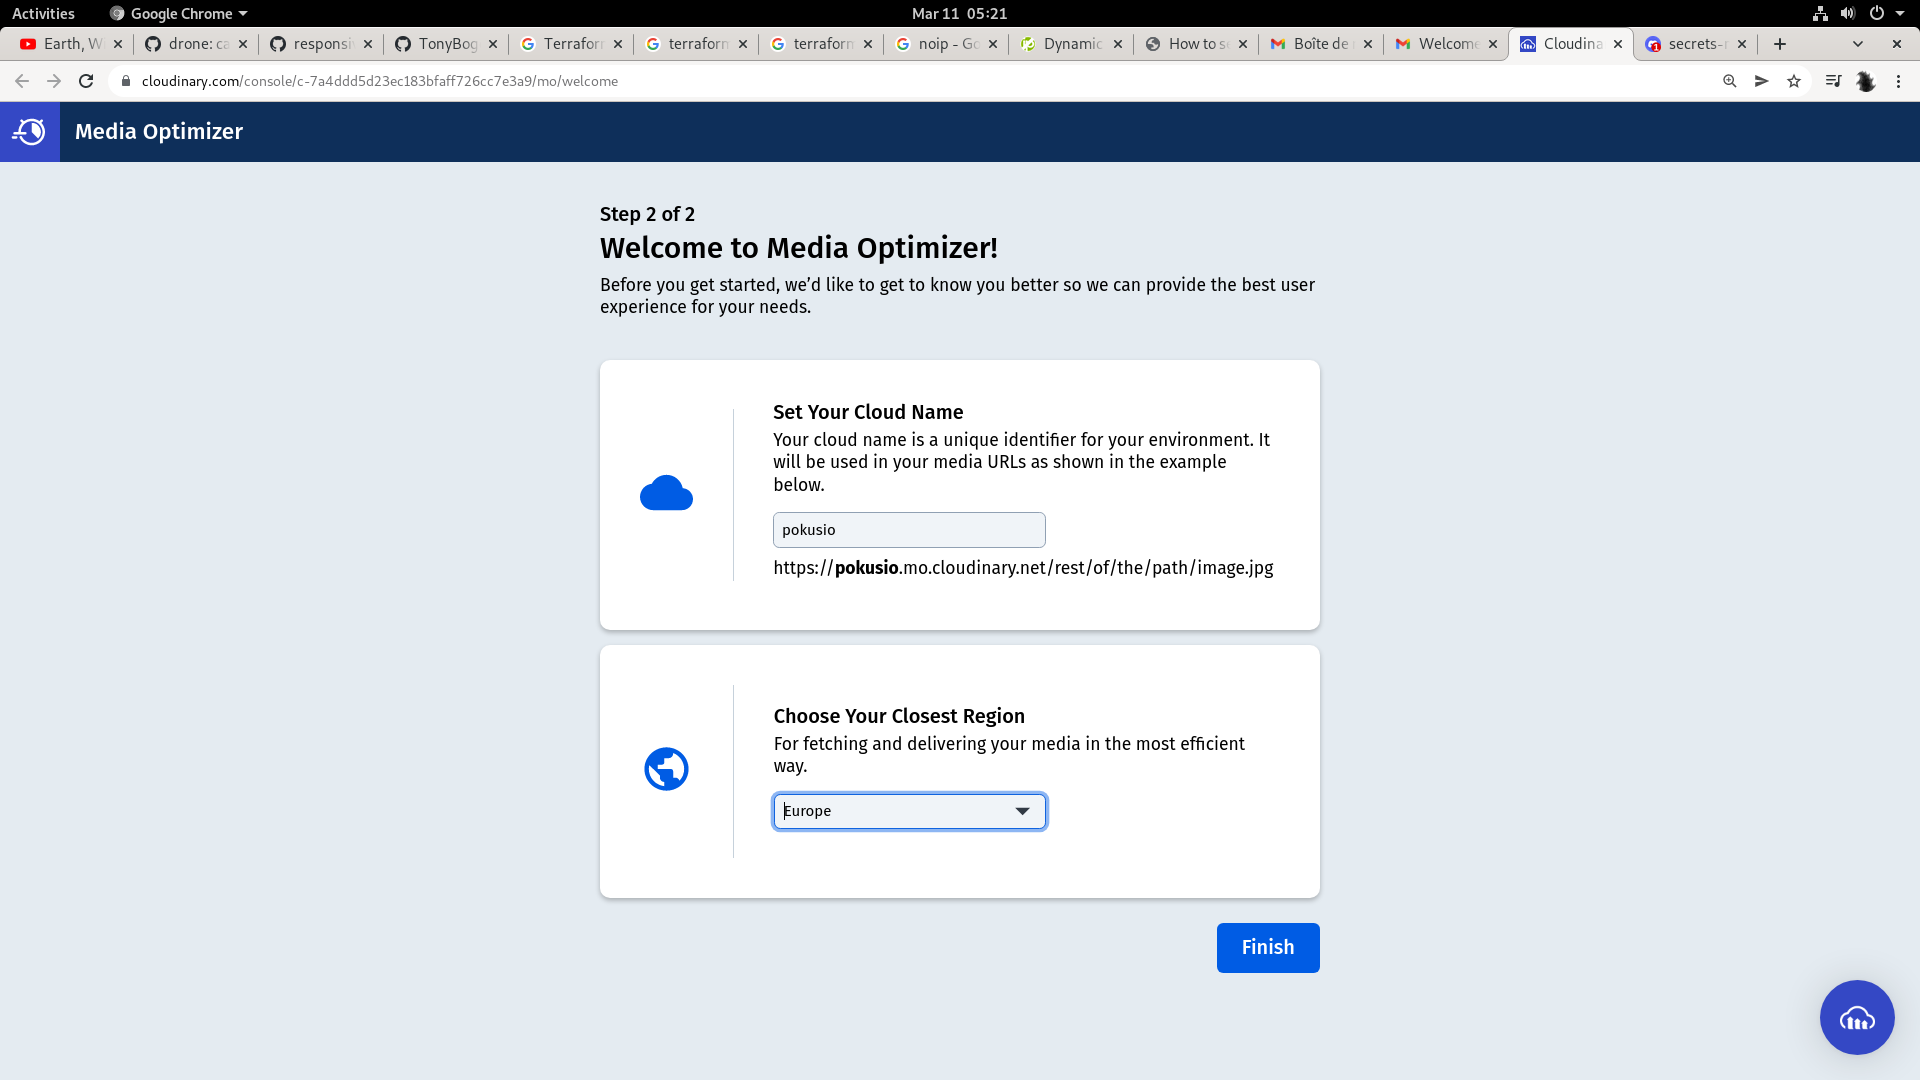 Activities
Google Chrome
Mar 11 05:21
Earth, W
drone: ca
responsi
TonyBog
Terraform
terraform
terraform
noip - Go
Dynamic
How to s
Boîte de
Welcome
Cloudina
secrets-
cloudinary.com/console/c-7a4ddd5d23ec183bfaff726cc7e3a9/mo/welcome
Media Optimizer
Step 2 of 2
Welcome to Media Optimizer!
Before you get started, we’d like to get to know you better so we can provide the best user
experience for your needs.
Set Your Cloud Name
Your cloud name is a unique identifier for your environment. It
will be used in your media URLs as shown in the example
below.
pokusio
https://pokusio.mo.cloudinary.net/rest/of/the/path/image.jpg
Choose Your Closest Region
For fetching and delivering your media in the most efficient
way.
Europe
Finish